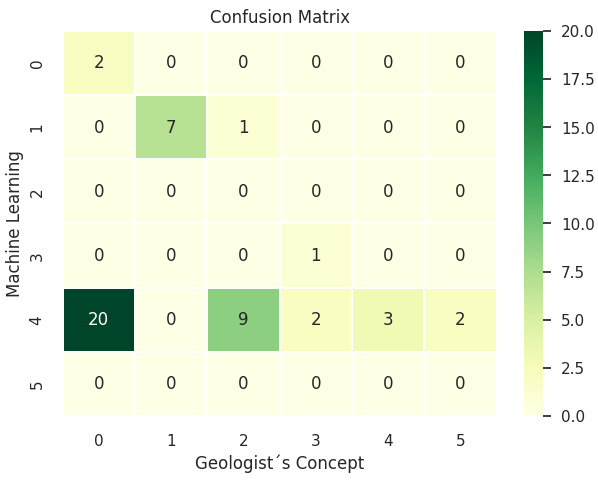 Confusion Matrix
Machine Learning
0 2 0 0 0 0 0
1 0 7 1 0 0 0
2 0 0 0 0 0 0
3 0 0 0 1 0 0
4 20 0 9 2 3 2
5 0 0 0 0 0 0
0 1 2 3 4 5
Geologist´s Concept
20.0
17.5
15.0
12.5
10.0
7.5
5.0
2.5
0.0